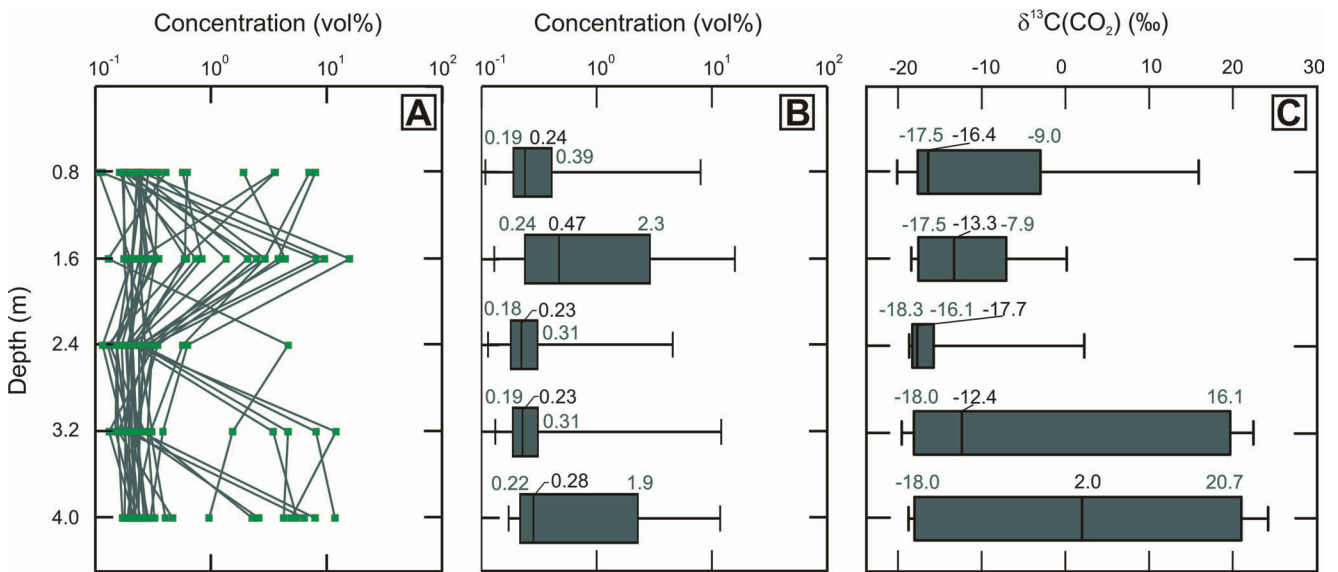 Concentration (vol%)
10⁻¹ 10⁰ 10¹ 10²
A
Depth (m)
0.8
1.6
2.4
3.2
4.0
Concentration (vol%)
10⁻¹ 10⁰ 10¹ 10²
B
0.19 0.24
0.39
0.24 0.47 2.3
0.18 0.23
0.31
0.19 0.23
0.31
0.22 0.28 1.9
δ¹³C(CO₂) (‰)
-20 -10 0 10 20 30
C
-17.5 -16.4 -9.0
-17.5 -13.3 -7.9
-18.3 -16.1 -17.7
-18.0 -12.4 16.1
-18.0 2.0 20.7